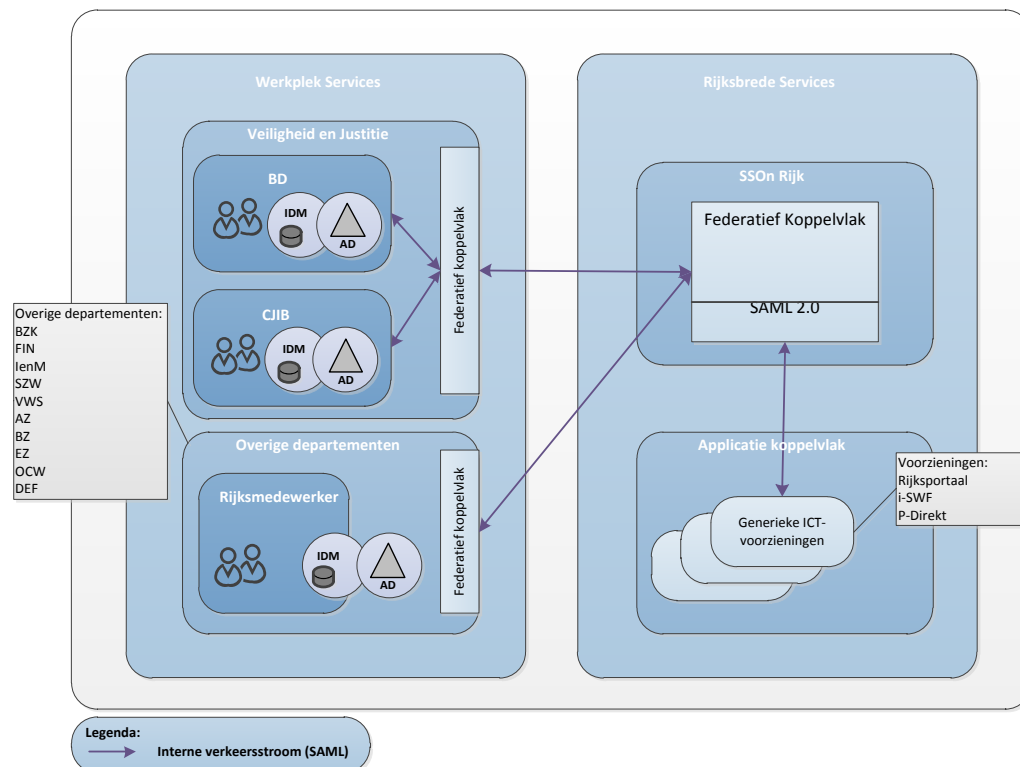 Werkplek Services
Rijksbrede Services
Veiligheid en Justitie
BD
IDM
AD
CJIB
IDM
AD
Federatief koppelvlak
SSOn Rijk
Federatief Koppelvlak
SAML 2.0
Overige departementen:
BZK
FIN
IenM
SZW
VWS
AZ
BZ
EZ
OCW
DEF
Overige departementen
Rijksmedewerker
IDM
AD
Federatief koppelvlak
Applicatie koppelvlak
Generieke ICT-
voorzieningen
Voorzieningen:
Rijksportaal
i-SWF
P-Direkt
Legenda:
Interne verkeersstroom (SAML)